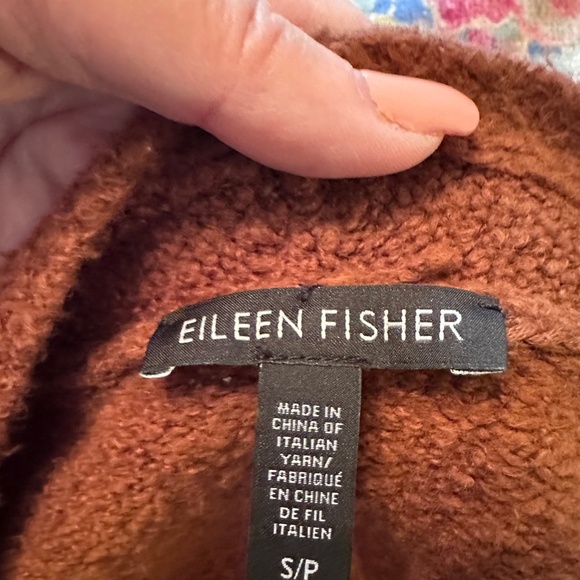 EILEEN FISHER
MADE IN
CHINA OF
ITALIAN
YARN/
FABRIQUÉ
EN CHINE
DE FIL
ITALIEN
S/P